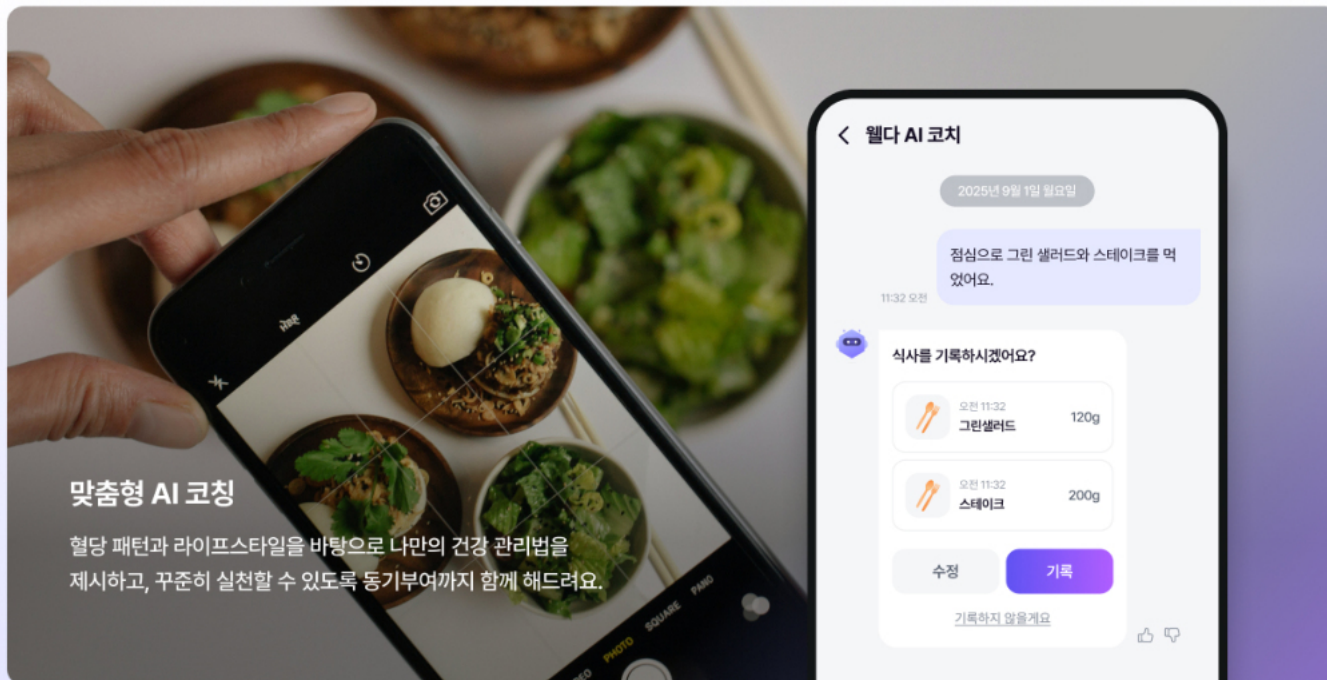 HDR
맞춤형 AI 코칭
혈당 패턴과 라이프스타일을 바탕으로 나만의 건강 관리법을
제시하고, 꾸준히 실천할 수 있도록 동기부여까지 함께 해드려요.
PHOTO
SQUARE
PANO
웰다 AI 코치
2025년 9월 1일 월요일
점심으로 그린 샐러드와 스테이크를 먹
었어요.
11:32 오전
식사를 기록하시겠어요?
오전 11:32
그린샐러드
120g
오전 11:32
스테이크
200g
수정
기록
기록하지 않을게요